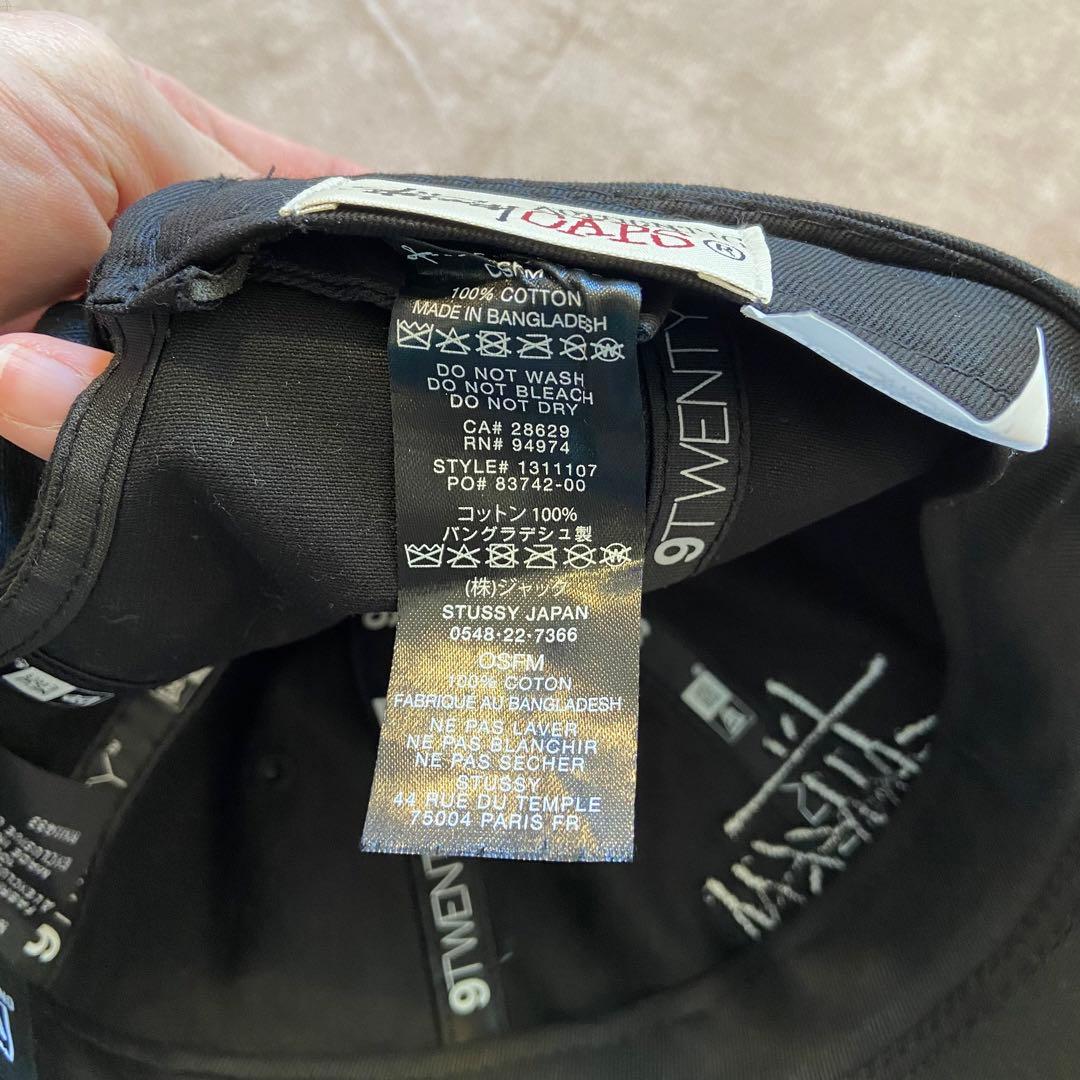 CAPS
®
OSFM
100% COTTON
MADE IN BANGLADESH
DO NOT WASH
DO NOT BLEACH
DO NOT DRY
CA# 28629
RN# 94974
STYLE# 1311107
PO# 83742-00
コットン 100%
バングラデシュ製
(株)ジャック
STUSSY JAPAN
0548・22・7366
OSFM
100% COTON
FABRIQUÉ AU BANGLADESH
NE PAS LAVER
NE PAS BLANCHIR
NE PAS SECHER
STUSSY
44 RUE DU TEMPLE
75004 PARIS FR
9TWENTY
9TWENTY